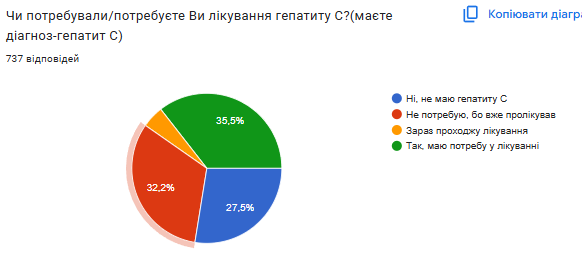 Чи потребували/потребуєте Ви лікування гепатиту С?(маєте
діагноз-гепатит С)
Копіювати діагра
737 відповідей
35,5%
32,2%
27,5%
Ні, не маю гепатиту С
Не потребую, бо вже пролікував
Зараз проходжу лікування
Так, маю потребу у лікуванні